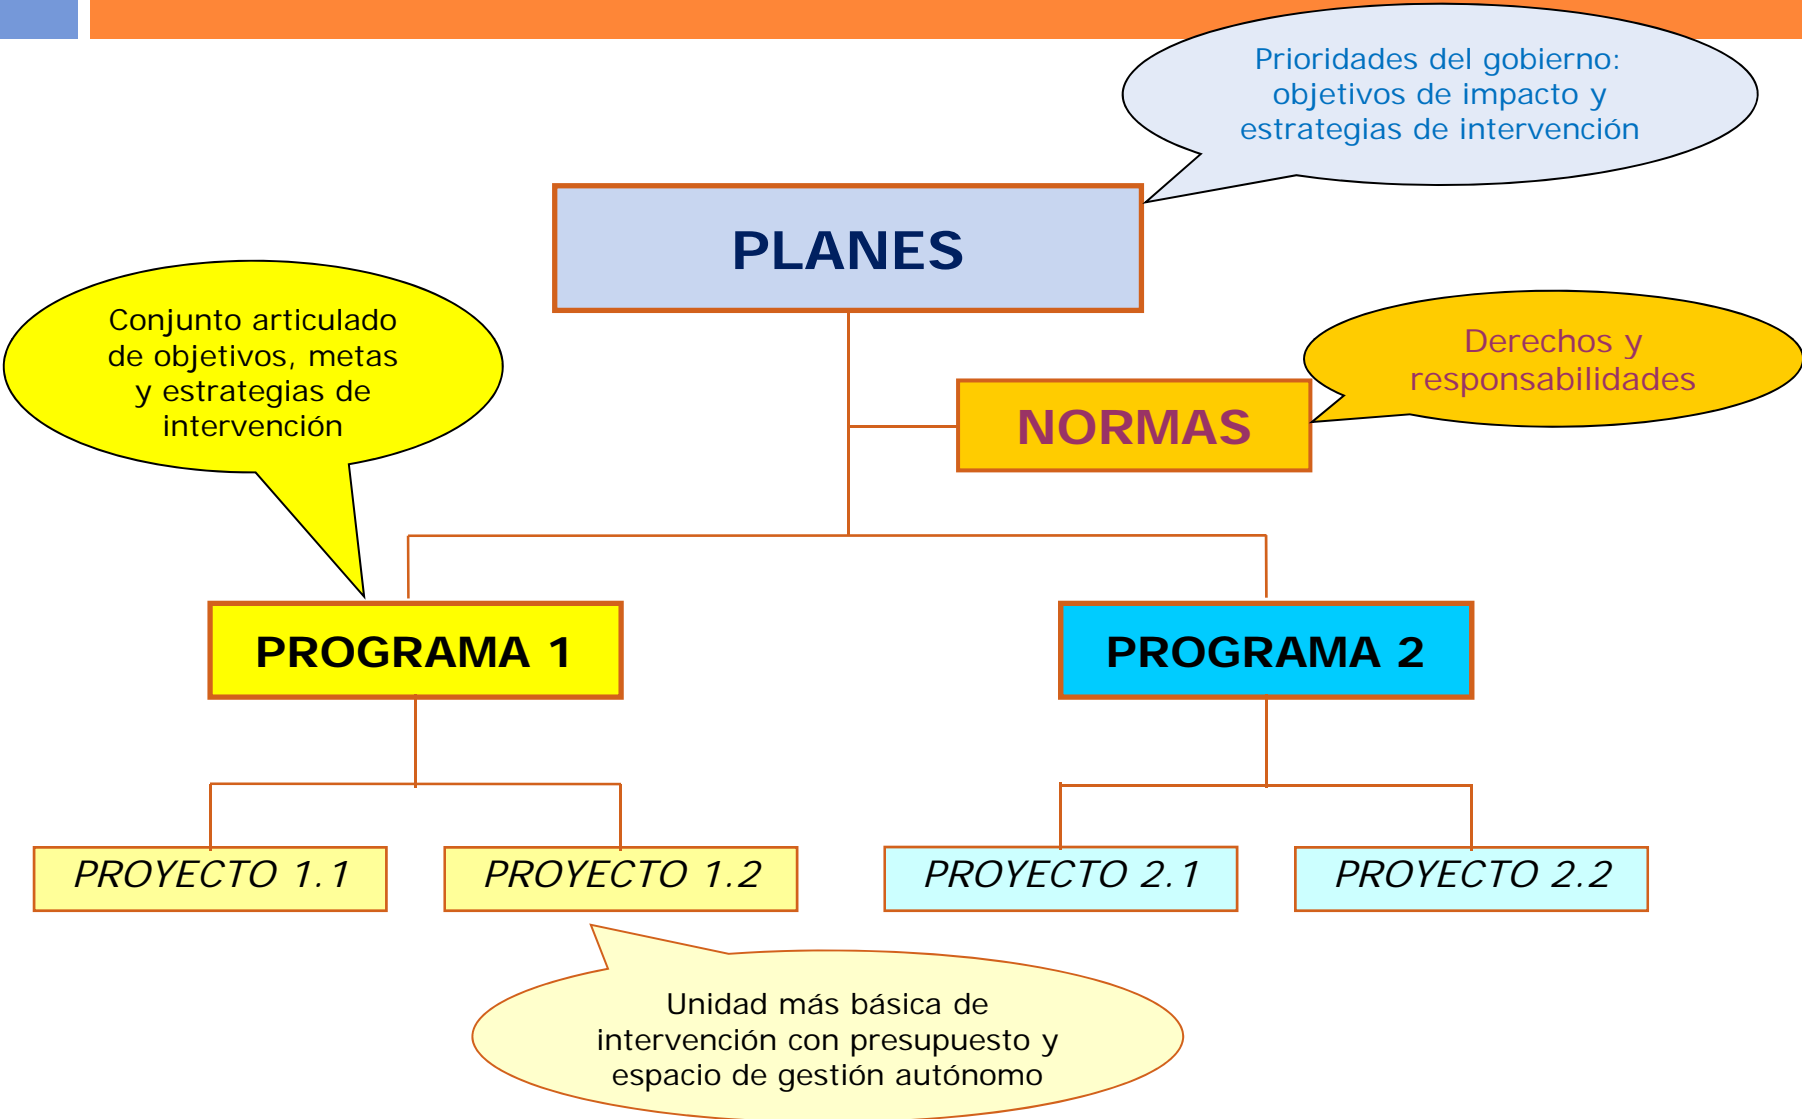 Prioridades del gobierno:
objetivos de impacto y
estrategias de intervención
PLANES
Conjunto articulado
de objetivos, metas
y estrategias de
intervención
Derechos y
responsabilidades
NORMAS
PROGRAMA 1
PROGRAMA 2
PROYECTO 1.1
PROYECTO 1.2
PROYECTO 2.1
PROYECTO 2.2
Unidad más básica de
intervención con presupuesto y
espacio de gestión autónomo